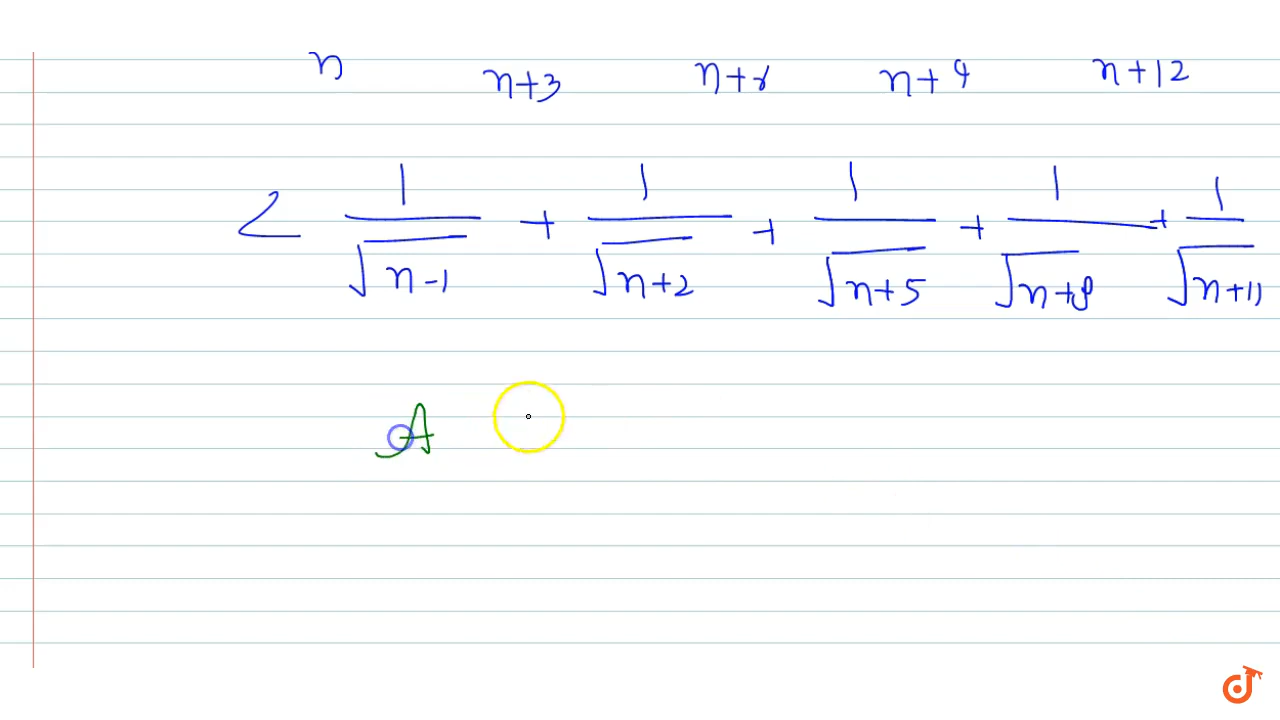 n n+3 n+6 n+9 n+12
< 1/√(n-1) + 1/√(n+2) + 1/√(n+5) + 1/√(n+8) + 1/√(n+11)
A